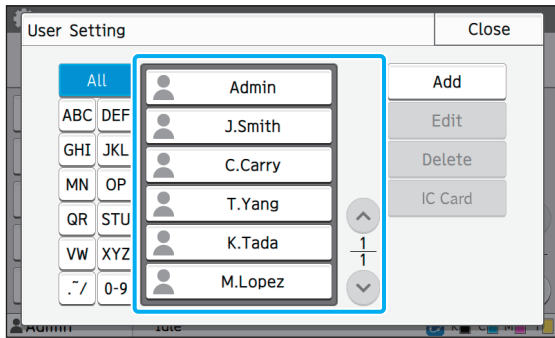 User Setting
Close
All
ABC DEF
GHI JKL
MN OP
QR STU
VW XYZ
.~/ 0-9
Admin
J.Smith
C.Carry
T.Yang
K.Tada
M.Lopez
1
1
Add
Edit
Delete
IC Card
Admin Idle K C M Y